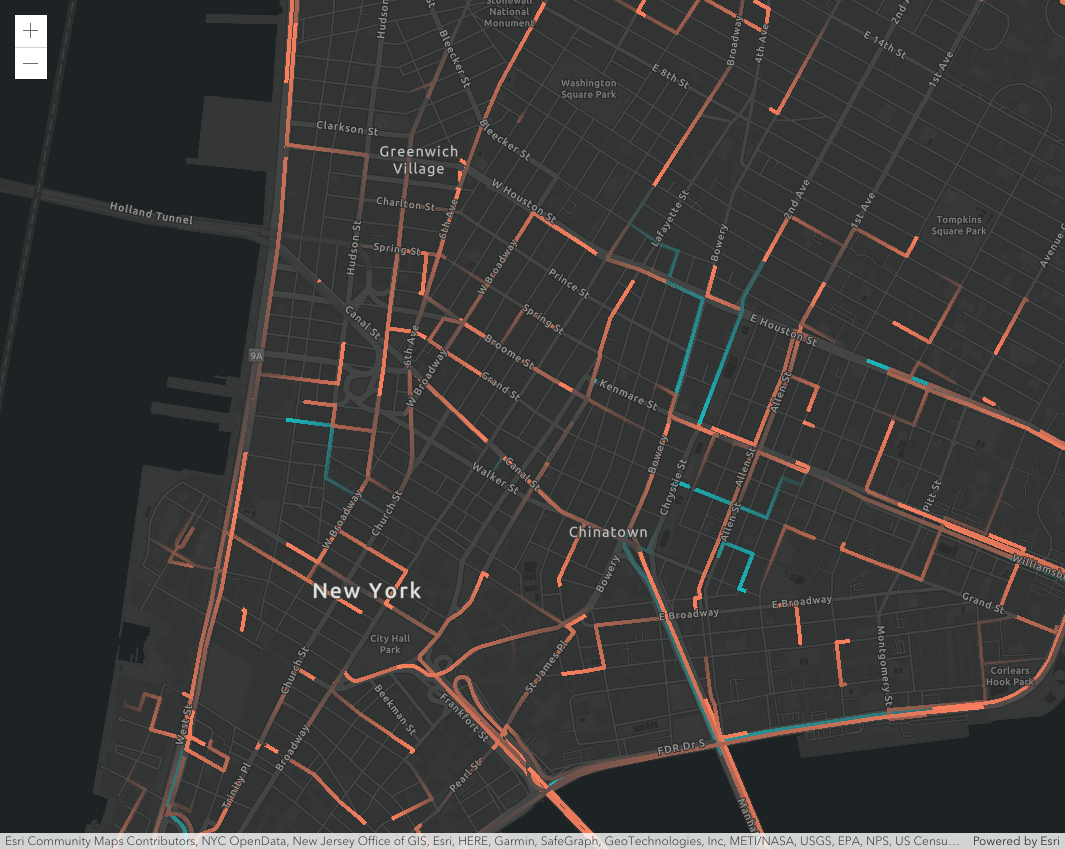 Stonewall
National
Monument
Hudson
Bleecker St
Broadway
4th Ave
2nd A
E 14th St
1st Ave
E 8th St
Washington
Square Park
Clarkson St
Bleecker St
Greenwich
Village
W Houston St
Charlton St
6th Ave
Lafayette St
2nd Ave
1st Ave
Tompkins
Square Park
Avenue C
Holland Tunnel
Hudson St
Spring St
W Broadway
Bowery
Prince St
Canal St
Spring St
E Houston St
9A
6th Ave
Broome St
W Broadway
Grand St
Kenmare St
Allen St
Bowery
Allen St
Walker St
Canal St
Chrystie St
Pitt St
W Broadway
Church St
Allen St
Chinatown
Williamsbu
New York
Bowery
E Broadway
E Broadway
Grand St
City Hall
Park
Montgomery St
Church St
St James Pl
Corlears
Hook Park
Beekman St
Frankfort St
West St
Broadway
FDR Dr S
Pearl St
Trinity Pl
Manha
Esri Community Maps Contributors, NYC OpenData, New Jersey Office of GIS, Esri, HERE, Garmin, SafeGraph, GeoTechnologies, Inc, METI/NASA, USGS, EPA, NPS, US Censu... Powered by Esri